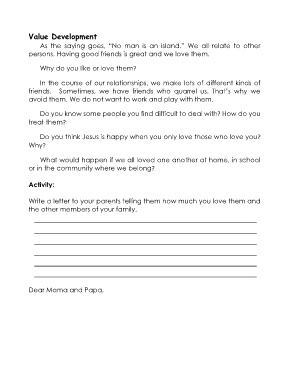 Value Development
As the saying goes, "No man is an island." We all relate to other
persons. Having good friends is great and we love them.
Why do you like or love them?
In the course of our relationships, we make lots of different kinds of
friends. Sometimes, we have friends who quarrel us. That's why we
avoid them. We do not want to work and play with them.
Do you know some people you find difficult to deal with? How do you
treat them?
Do you think Jesus is happy when you only love those who love you?
Why?
What would happen if we all loved one another at home, in school
or in the community where we belong?
Activity:
Write a letter to your parents telling them how much you love them and
the other members of your family.
Dear Mama and Papa,